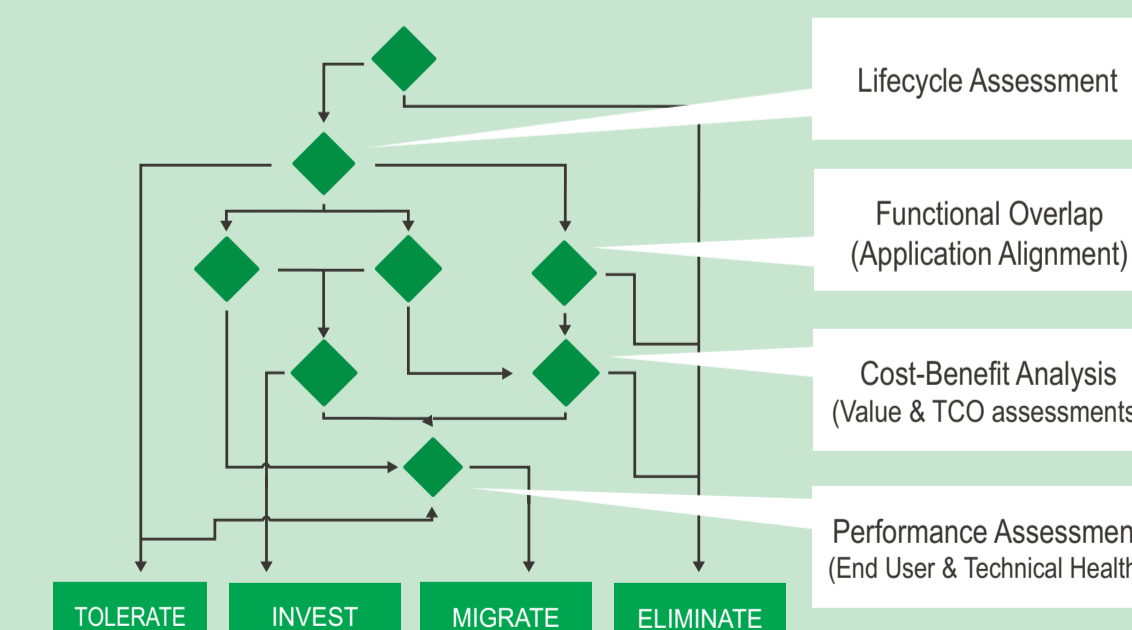 Lifecycle Assessment
Functional Overlap
(Application Alignment)
Cost-Benefit Analysis
(Value & TCO assessments
Performance Assessmen
(End User & Technical Health
TOLERATE
INVEST
MIGRATE
ELIMINATE